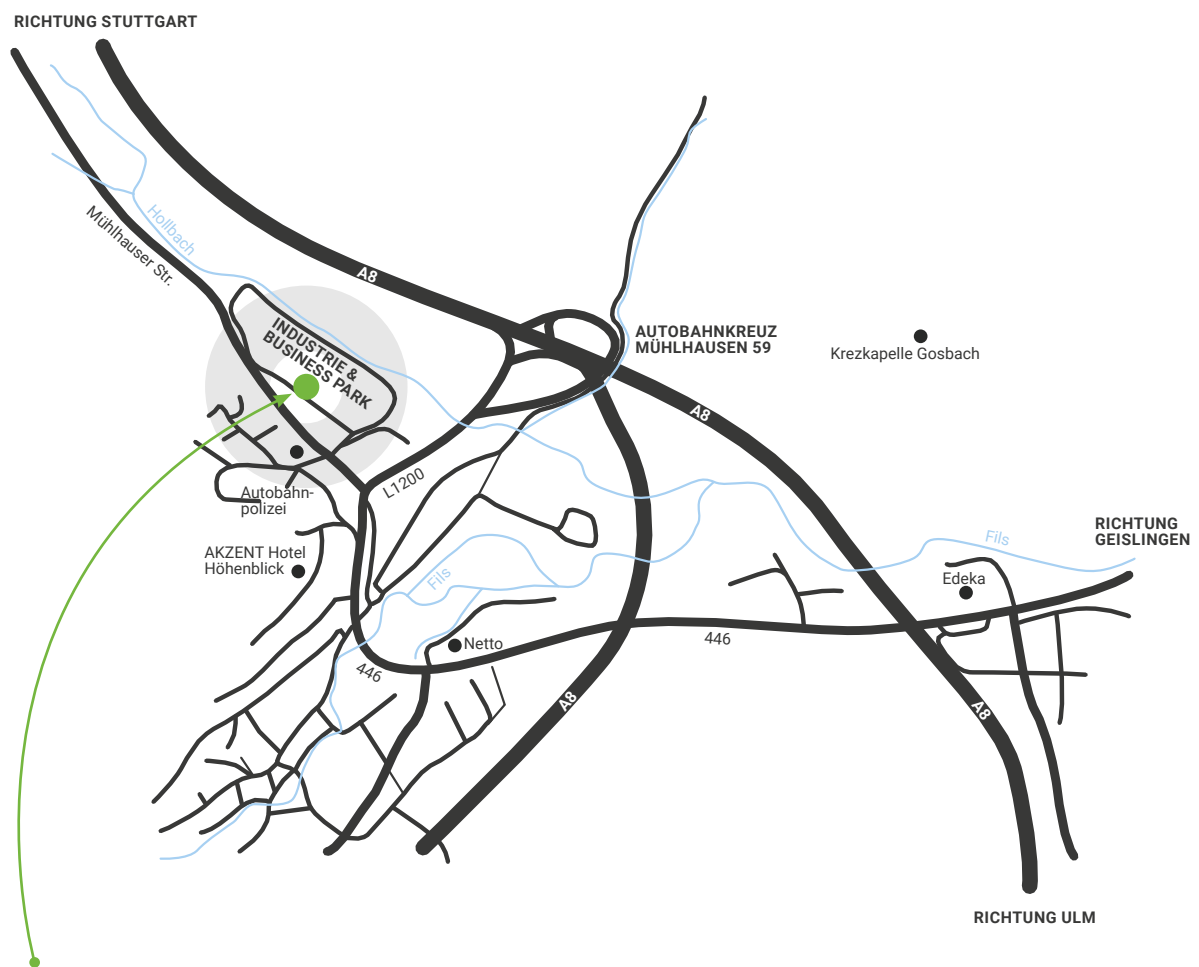 RICHTUNG STUTTGART
Hollbach
Mühlhauser Str.
A8
INDUSTRIE &
BUSINESS PARK
AUTOBAHNKREUZ
MÜHLHAUSEN 59
Krezkapelle Gosbach
A8
L1200
Autobahn-
polizei
AKZENT Hotel
Höhenblick
Fils
Fils
RICHTUNG
GEISLINGEN
Edeka
446
Netto
446
A8
A8
RICHTUNG ULM